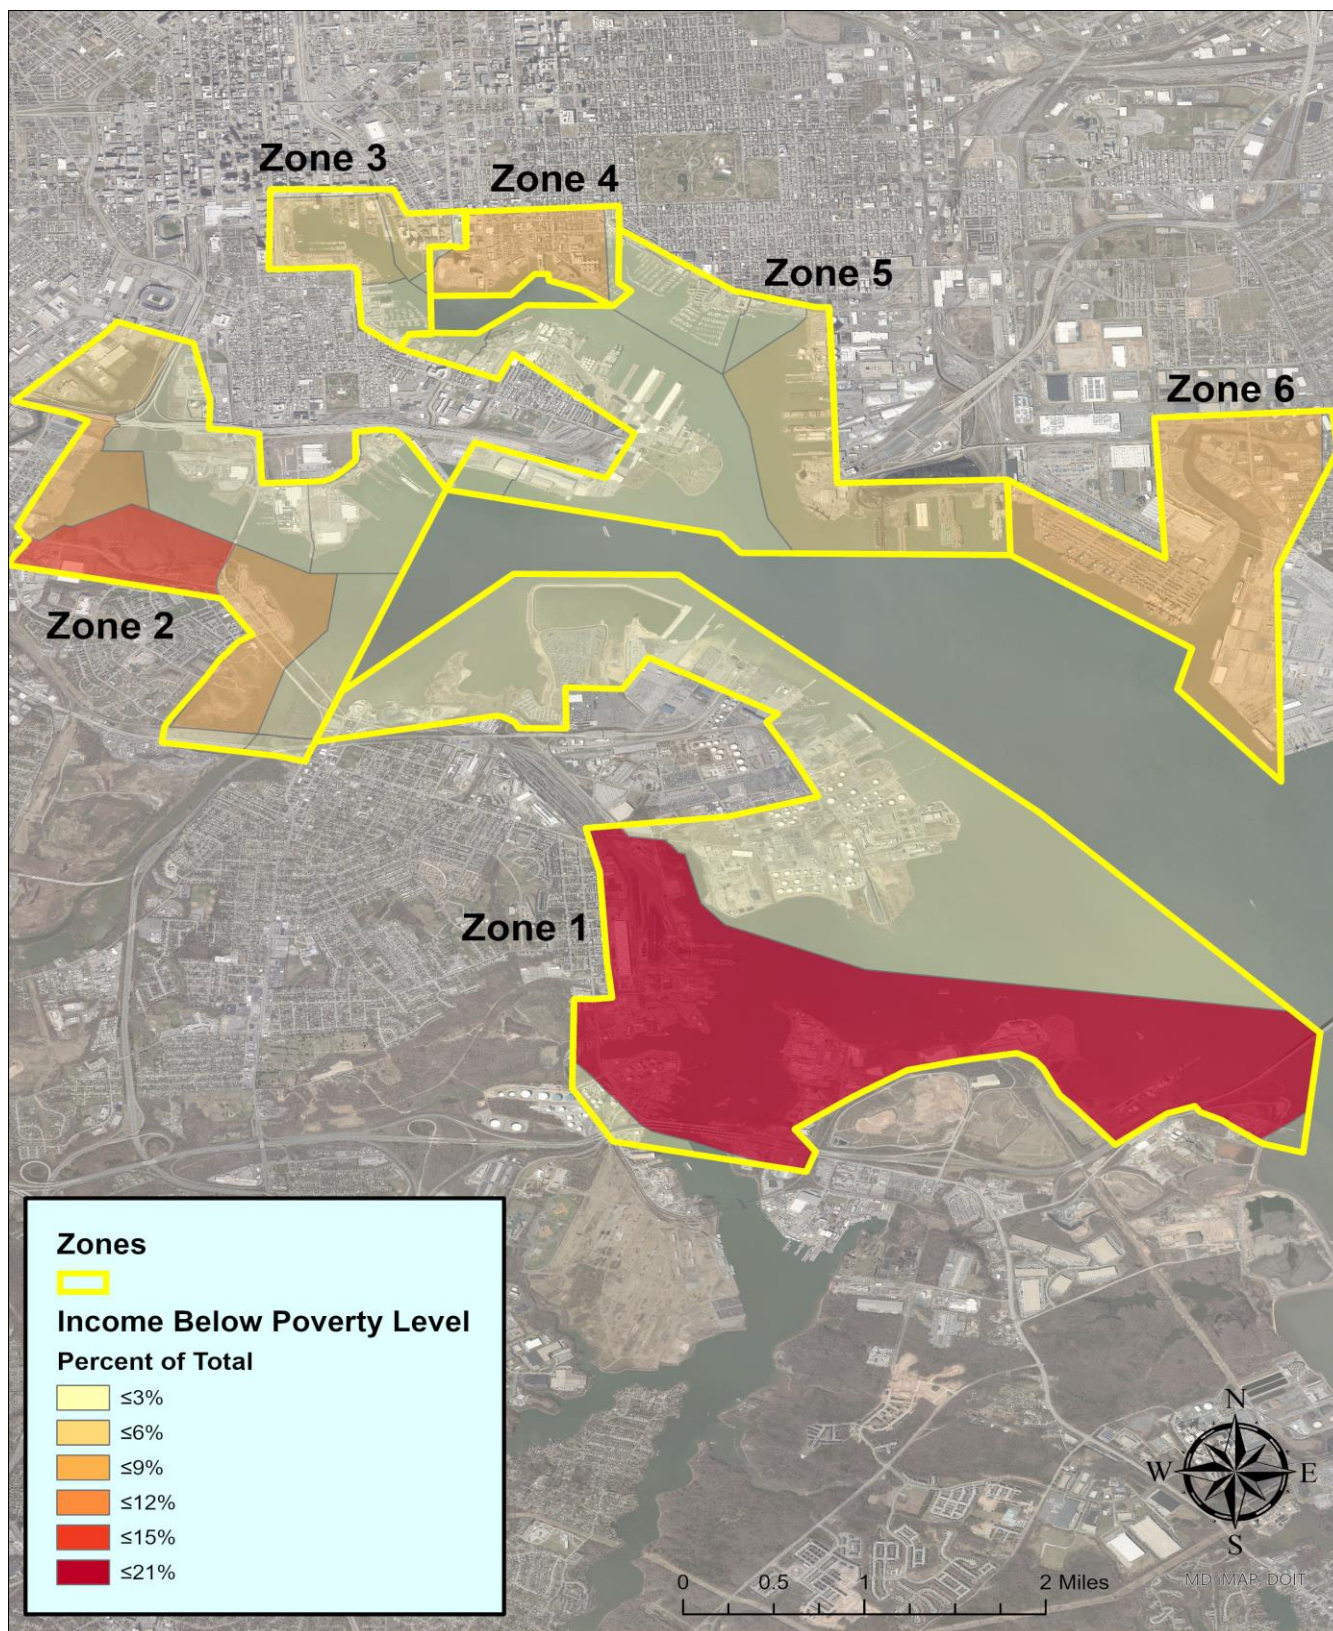 Zone 3
Zone 4
Zone 5
Zone 6
Zone 2
Zone 1
Zones
Income Below Poverty Level
Percent of Total
≤3%
≤6%
≤9%
≤12%
≤15%
≤21%
N
W
E
S
0
0.5
1
2 Miles
MD iMAP, DOIT